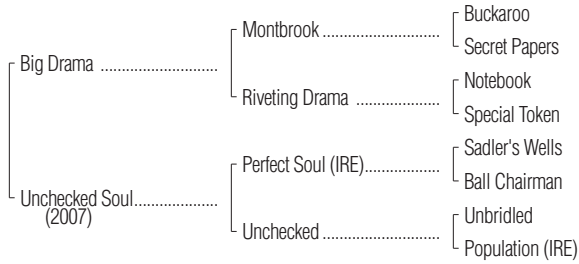 Buckaroo
Montbrook
Secret Papers
Big Drama
Notebook
Riveting Drama
Special Token
Sadler's Wells
Perfect Soul (IRE)
Ball Chairman
Unchecked Soul
(2007)
Unbridled
Unchecked
Population (IRE)